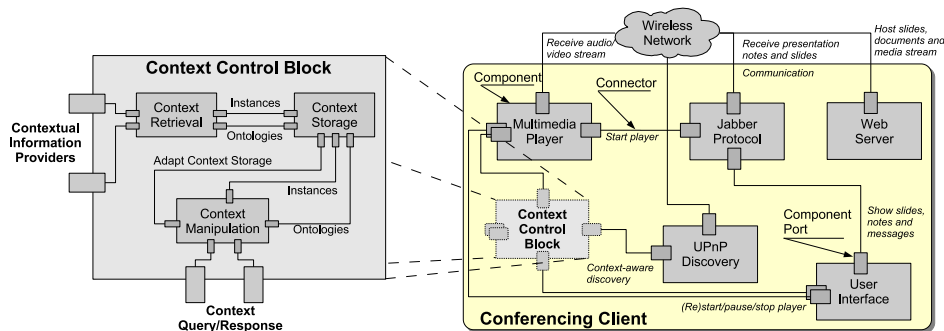 Context Control Block
Context
Retrieval
Instances
Ontologies
Context
Storage
Contextual
Information
Providers
Adapt Context Storage
Instances
Context
Manipulation
Ontologies
Context
Query/Response
Wireless
Network
Receive audio/
video stream
Receive presentation
notes and slides
Host slides,
documents and
media stream
Communication
Component
Connector
Multimedia
Player
Start player
Jabber
Protocol
Web
Server
Context
Control
Block
UPnP
Discovery
Component
Port
Show slides,
notes and
messages
Context-aware
discovery
User
Interface
(Re)start/pause/stop player
Conferencing Client